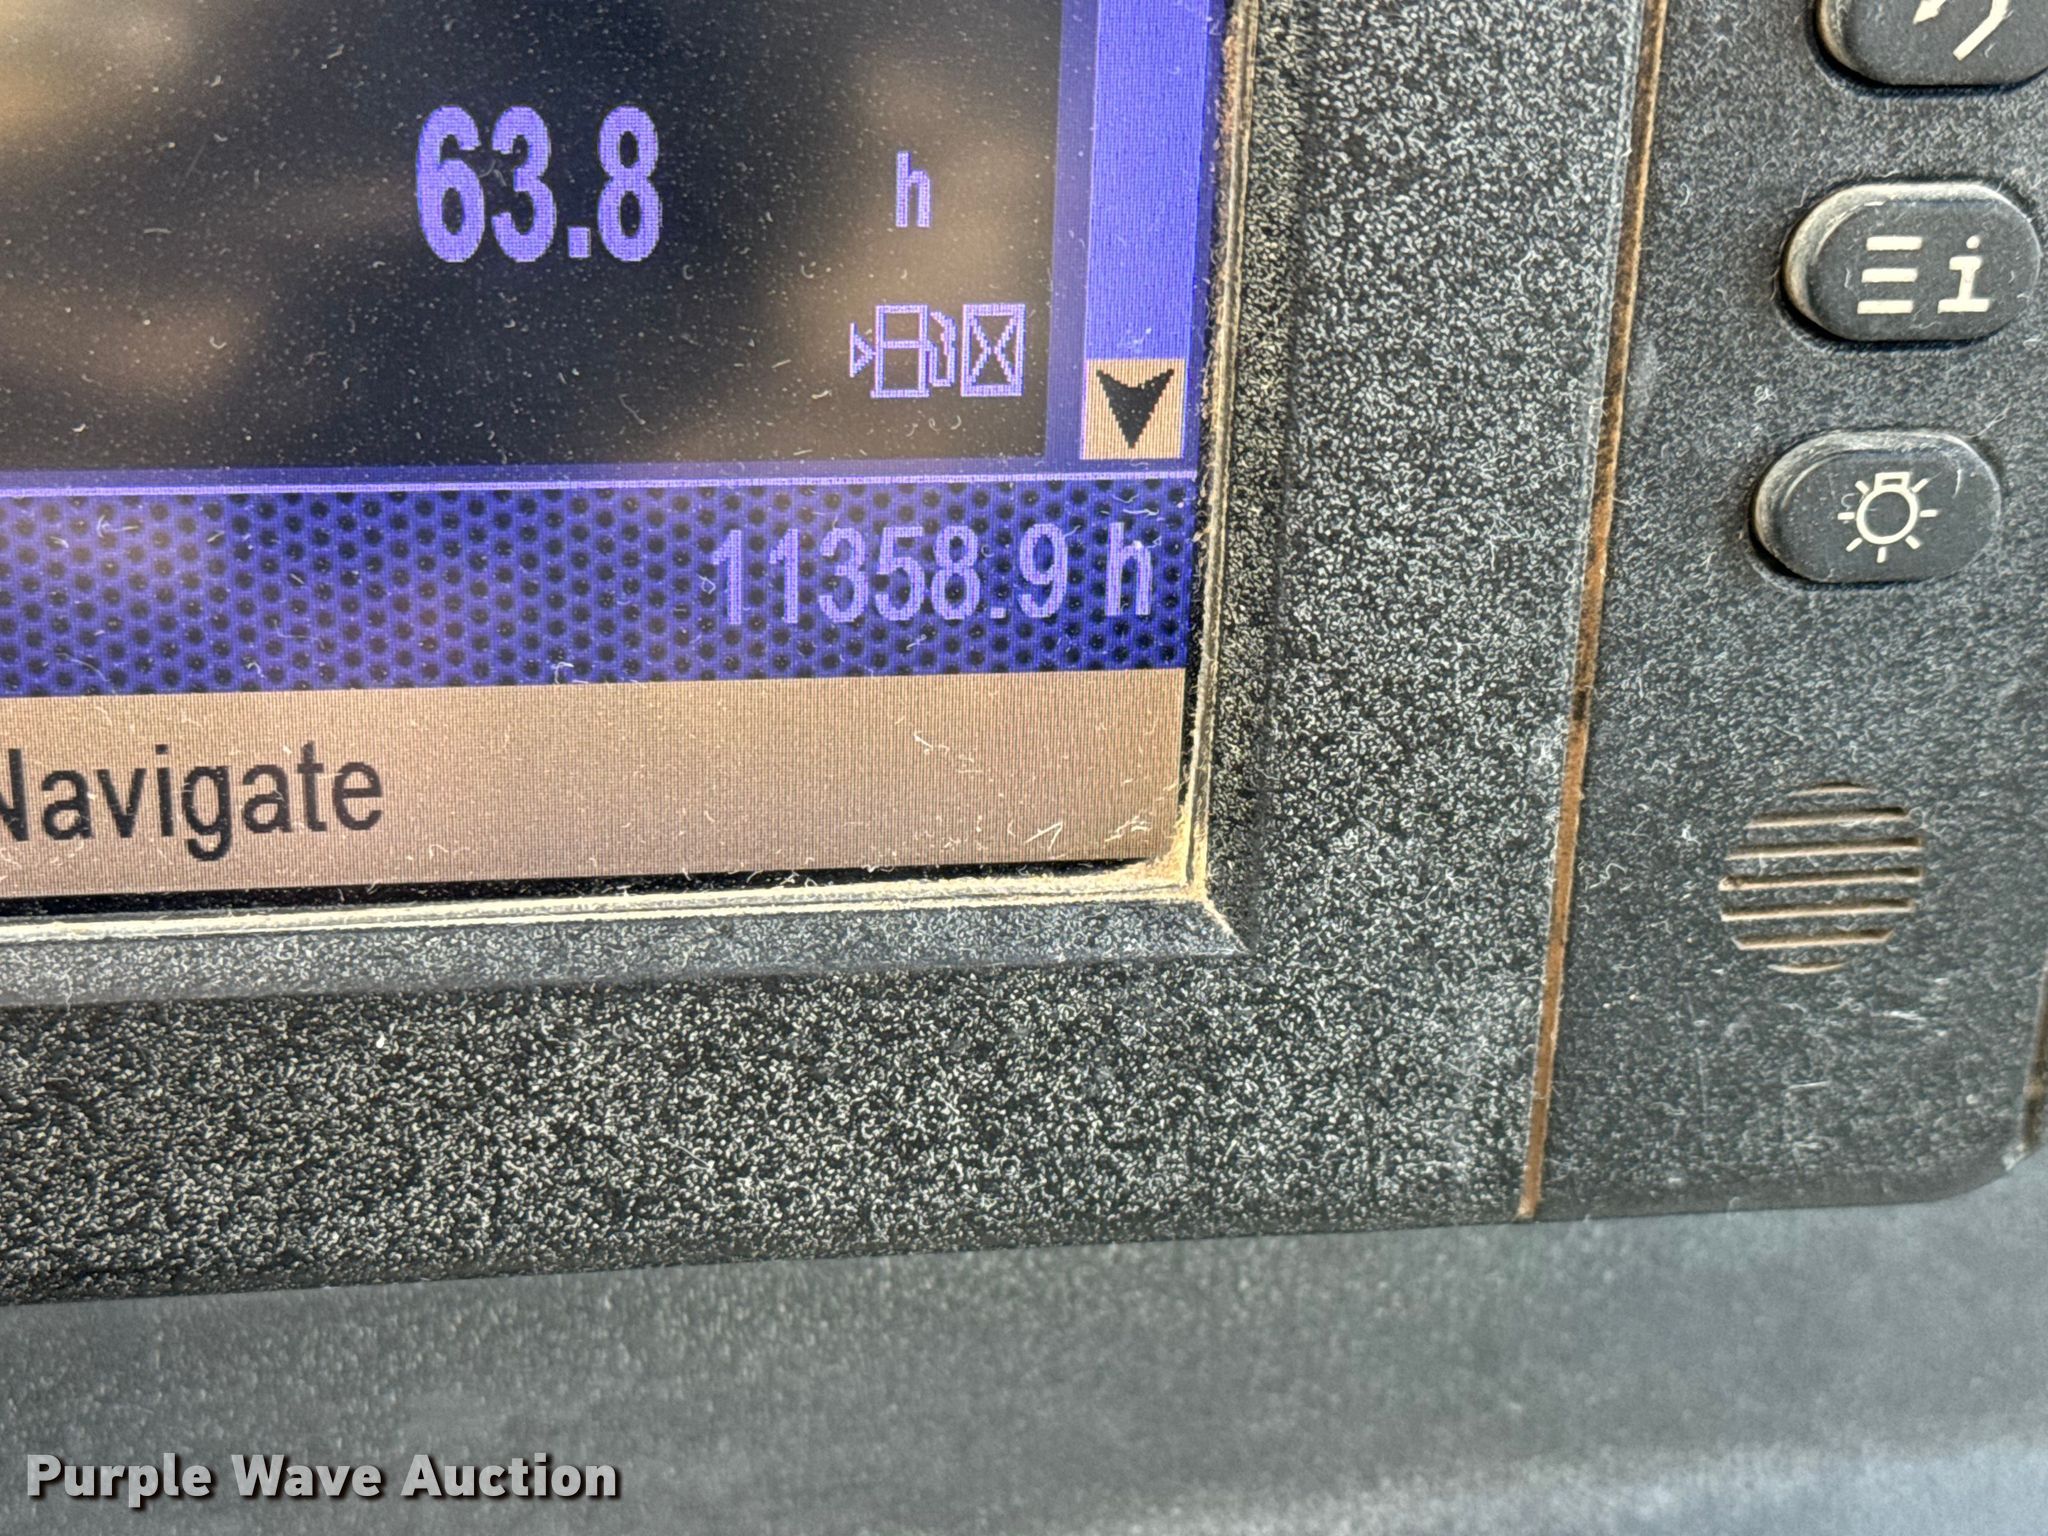 63.8 h
11358.9 h
Navigate
i
Purple Wave Auction